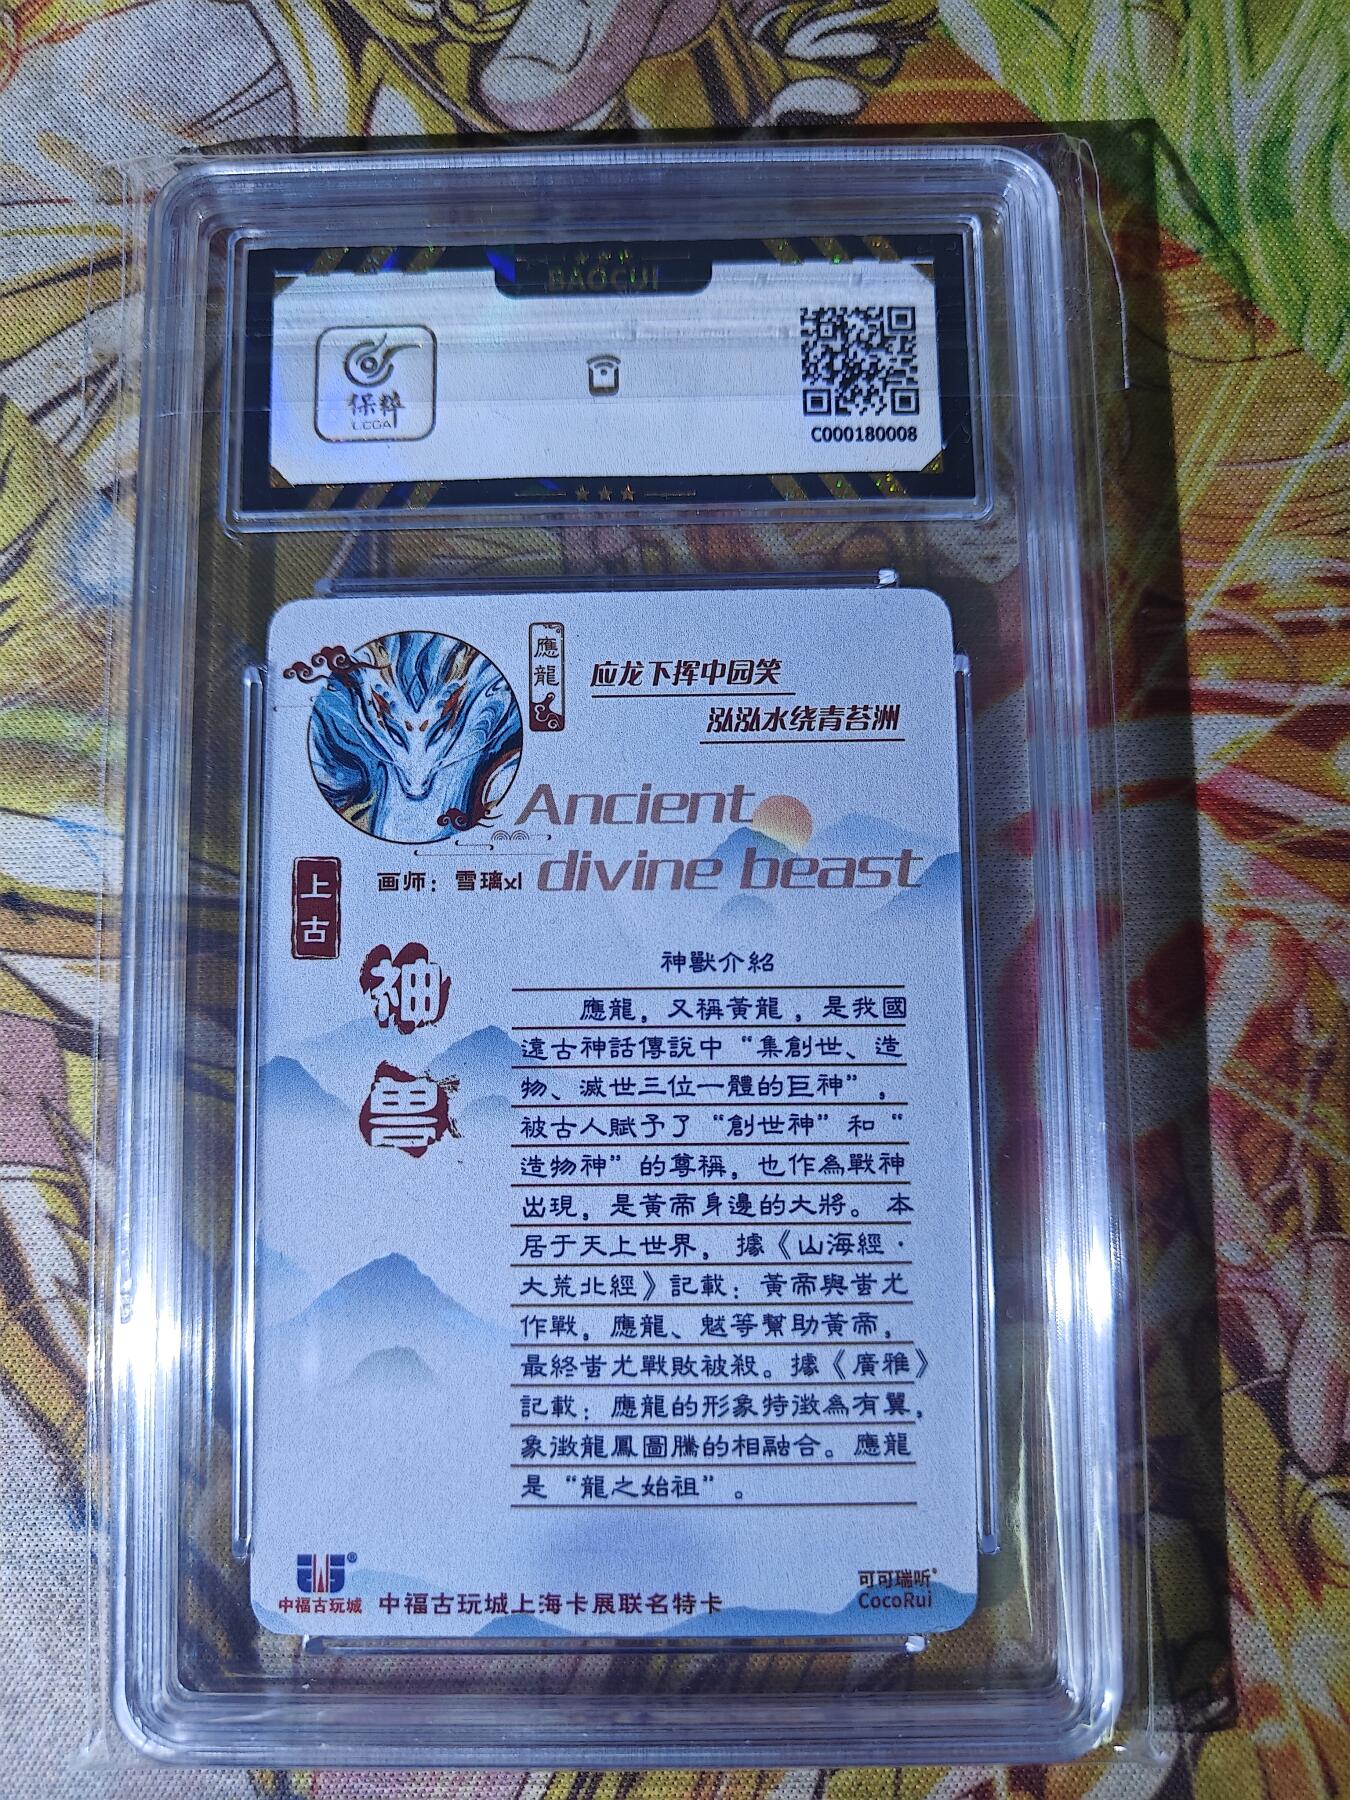 BAOCUI
保粹
LCGA
C000180008
應龍
应龙下挥中园笑
泓泓水绕青苔洲
Ancient
divine beast
画师：雪璃xl
上古
神兽
神獸介紹
應龍，又稱黃龍，是我國
遠古神話傳説中“集創世、造
物、滅世三位一體的巨神”，
被古人賦予了“創世神”和“
造物神”的尊稱，也作為戰神
出現，是黃帝身邊的大將。本
居于天上世界，據《山海經·
大荒北經》記載：黃帝與蚩尤
作戰，應龍、魃等幫助黃帝，
最終蚩尤戰敗被殺。據《廣雅》
記載：應龍的形象特徵為有翼，
象徵龍鳳圖騰的相融合。應龍
是“龍之始祖”。
®
中福古玩城
中福古玩城上海卡展联名特卡
可可瑞听
CocoRui